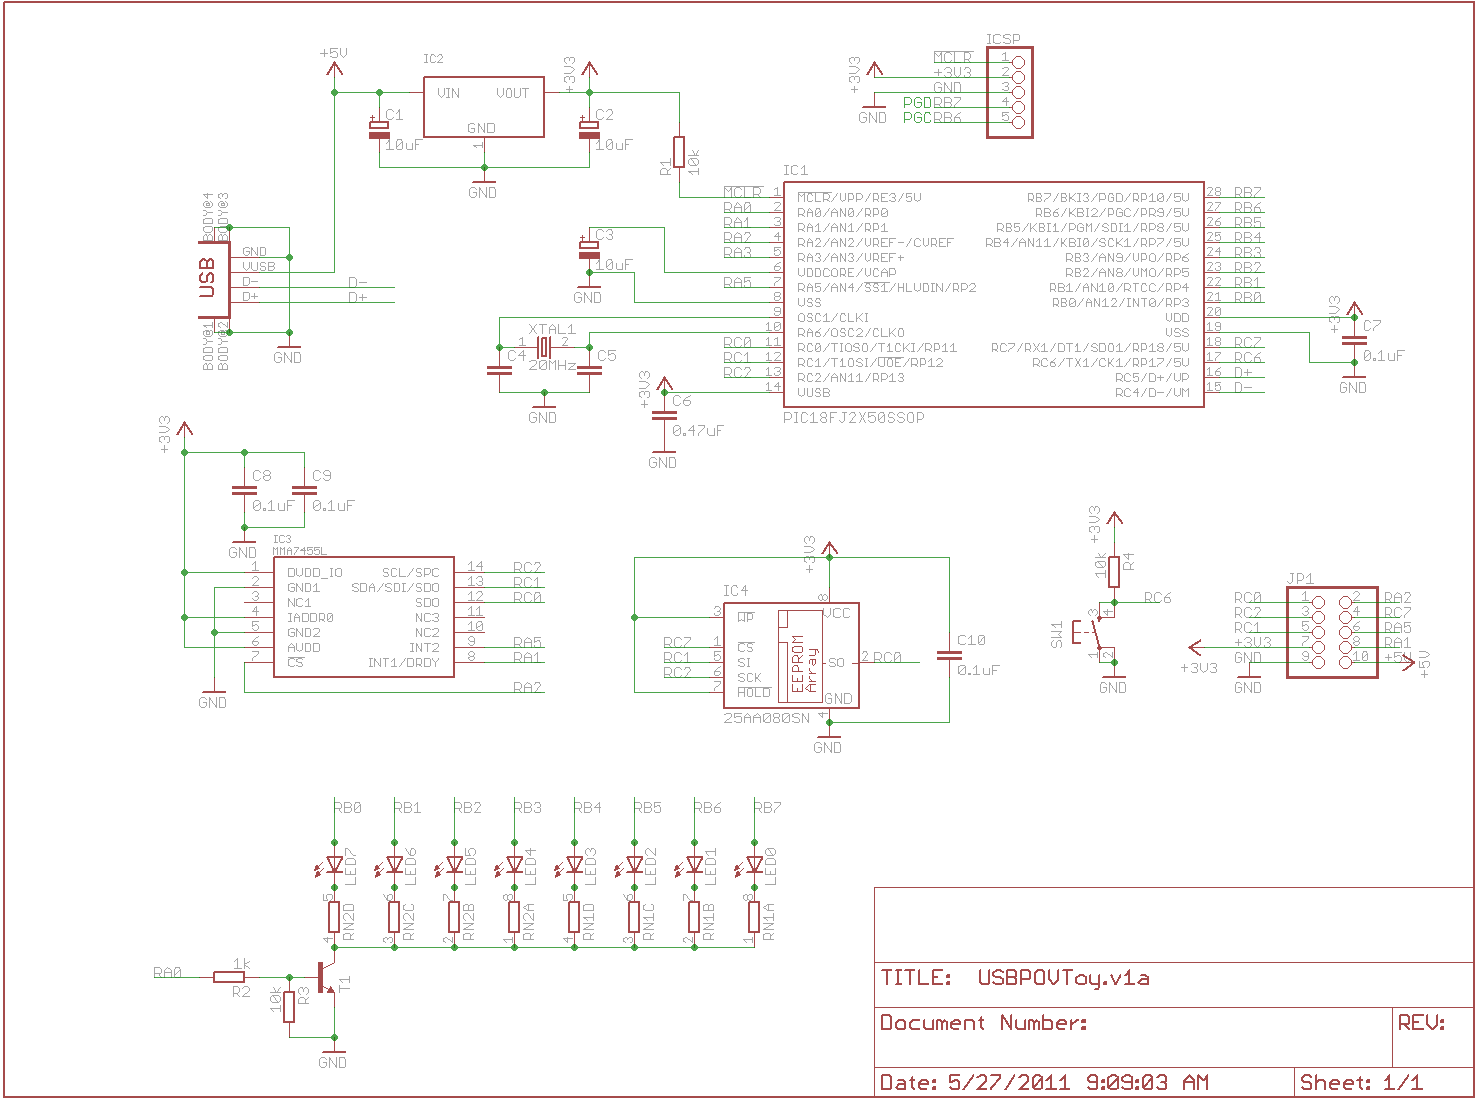 +5V
IC2
VIN
VOUT
GND
1
C1
10uF
+3V3
C2
10uF
GND
R1
10k
ICSP
MCLR
1
+3V3
2
GND
3
PGD
RB7
4
PGC
RB6
5
+3V3
GND
BODY@4
BODY@3
USB
GND
VUSB
D-
D-
D+
D+
BODY@1
BODY@2
GND
IC1
MCLR 1 MCLR/VPP/RE3/5V
RA0 2 RA0/AN0/RP0
RA1 3 RA1/AN1/RP1
RA2 4 RA2/AN2/VREF-/CVREF
RA3 5 RA3/AN3/VREF+
6 VDDCORE/VCAP
RA5 7 RA5/AN4/SS1/HLVDIN/RP2
8 VSS
9 OSC1/CLKI
10 RA6/OSC2/CLKO
RC0 11 RC0/T1OSO/T1CKI/RP11
RC1 12 RC1/T1OSI/UOE/RP12
RC2 13 RC2/AN11/RP13
14 VUSB
RB7/BKI3/PGD/RP10/5V 28 RB7
RB6/KBI2/PGC/PR9/5V 27 RB6
RB5/KBI1/PGM/SDI1/RP8/5V 26 RB5
RB4/AN11/KBI0/SCK1/RP7/5V 25 RB4
RB3/AN9/VPO/RP6 24 RB3
RB2/AN8/VMO/RP5 23 RB2
RB1/AN10/RTCC/RP4 22 RB1
RB0/AN12/INT0/RP3 21 RB0
VDD 20
VSS 19
RC7/RX1/DT1/SDO1/RP18/5V 18 RC7
RC6/TX1/CK1/RP17/5V 17 RC6
RC5/D+/VP 16 D+
RC4/D-/VM 15 D-
PIC18FJ2X50SSOP
C3
10uF
GND
XTAL1
1
2
20MHz
C4
C5
GND
+3V3
C6
0.47uF
GND
+3V3
C7
0.1uF
GND
+3V3
C8
0.1uF
C9
0.1uF
GND
IC3
MMA7455L
1 DVDD_IO
2 GND1
3 NC1
4 IADDR0
5 GND2
6 AVDD
7 CS
SCL/SPC 14 RC2
SDA/SDI/SDO 13 RC1
SDO 12 RC0
NC3 11
NC2 10
INT2 9 RA5
INT1/DRDY 8 RA1
RA2
GND
+3V3
IC4
8
VCC
3 WP
RC7 1 CS
RC1 5 SI
RC2 6 SCK
7 HOLD
EEPROM
Array
SO 2 RC0
GND
4
25AA080SN
GND
C10
0.1uF
+3V3
10k
R4
RC6
SW1
3
4
1
2
GND
JP1
RC0 1 2 RA2
RC2 3 4 RC7
RC1 5 6 RA5
+3V3 7 8 RA1
GND 9 10 +5V
+3V3
GND
+5V
RB0 RB1 RB2 RB3 RB4 RB5 RB6 RB7
LED7 LED6 LED5 LED4 LED3 LED2 LED1 LED0
5 6 7 8 5 6 7 8
RN2D RN2C RN2B RN2A RN1D RN1C RN1B RN1A
4 3 2 1 4 3 2 1
RA0
1k
R2
10k
R3
T1
GND
TITLE: USBPOVToy.v1a
Document Number:
REV:
Date: 5/27/2011 9:09:03 AM
Sheet: 1/1